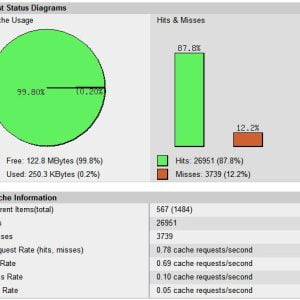 st Status Diagrams
che Usage
Hits & Misses
99.80%
0.20%
87.8%
12.2%
Free: 122.8 MBytes (99.8%)
Used: 250.3 KBytes (0.2%)
Hits: 26951 (87.8%)
Misses: 3739 (12.2%)
che Information
rent Items(total) 567 (1484)
s 26951
ses 3739
quest Rate (hits, misses) 0.78 cache requests/second
Rate 0.69 cache requests/second
s Rate 0.10 cache requests/second
t Rate 0.05 cache requests/second